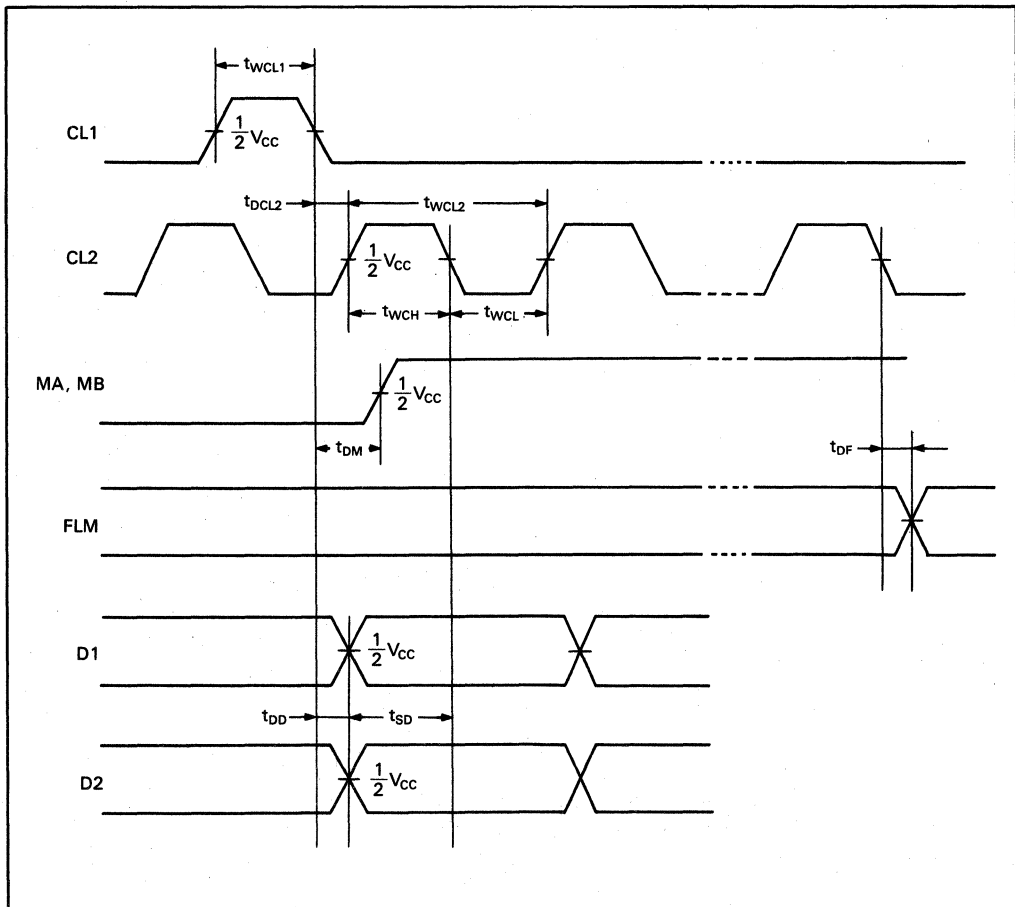 tWCL1
CL1
1/2 VCC
tDCL2
tWCL2
CL2
1/2 VCC
tWCH
tWCL
MA, MB
1/2 VCC
tDM
tDF
FLM
D1
1/2 VCC
tDD
tSD
D2
1/2 VCC